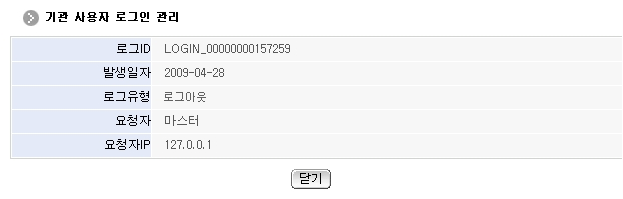 기관 사용자 로그인 관리
로그ID LOGIN_00000000157259
발생일자 2009-04-28
로그유형 로그아웃
요청자 마스터
요청자IP 127.0.0.1
닫기